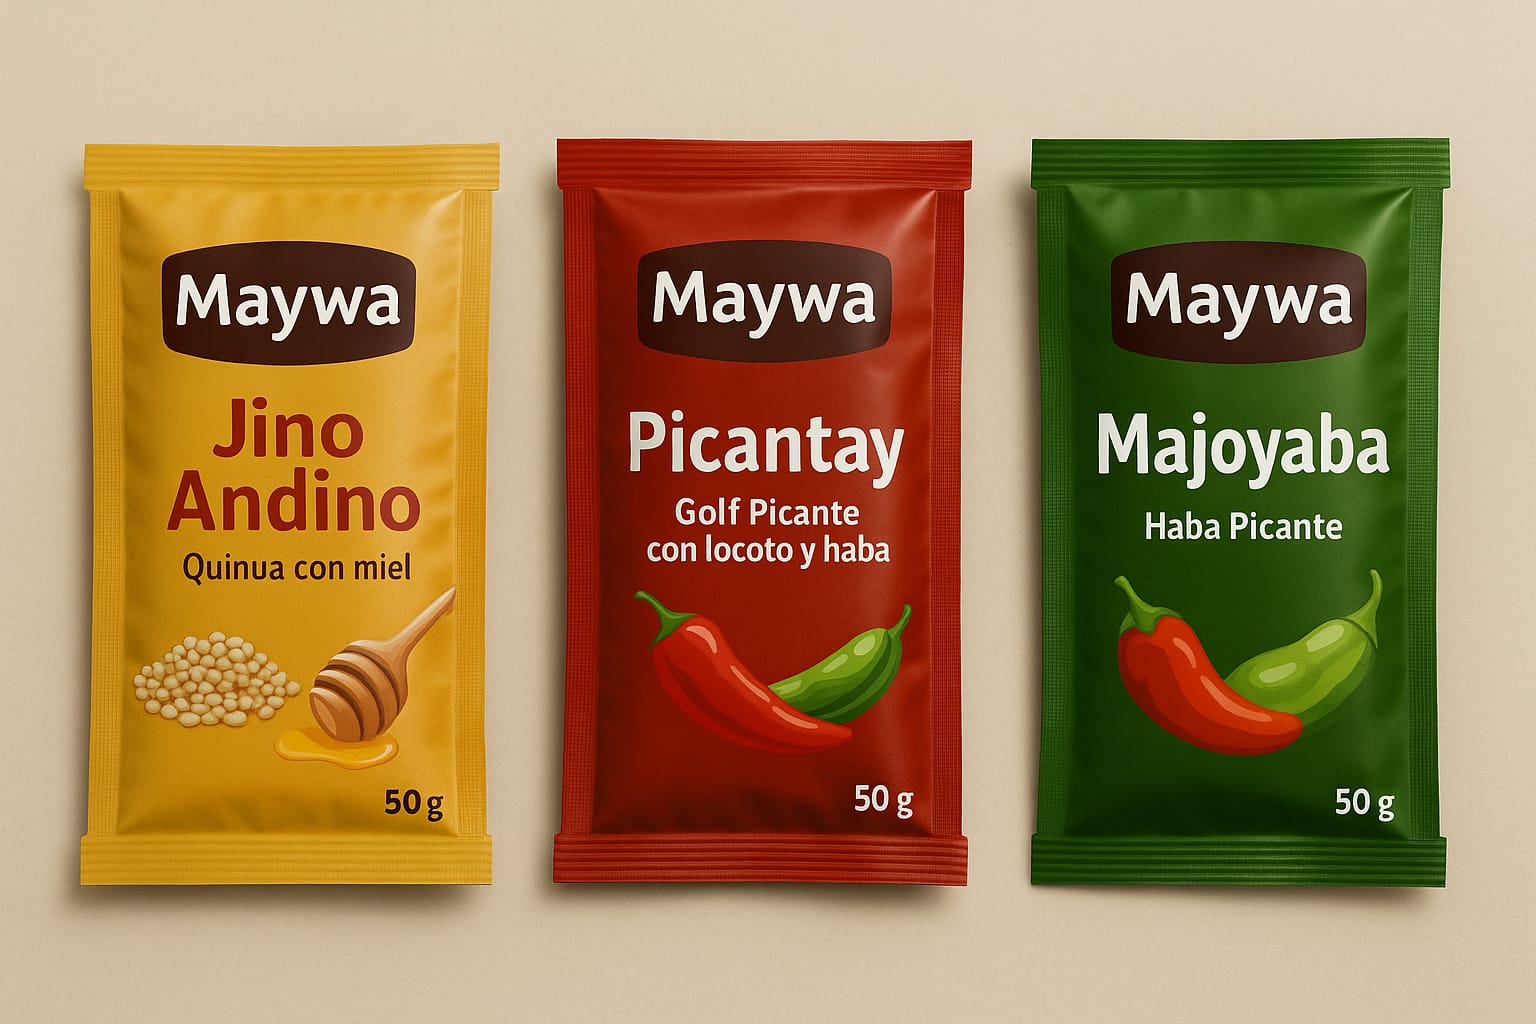 Maywa
Jino
Andino
Quinua con miel
50 g
Maywa
Picantay
Golf Picante
con locoto y haba
50 g
Maywa
Majoyaba
Haba Picante
50 g